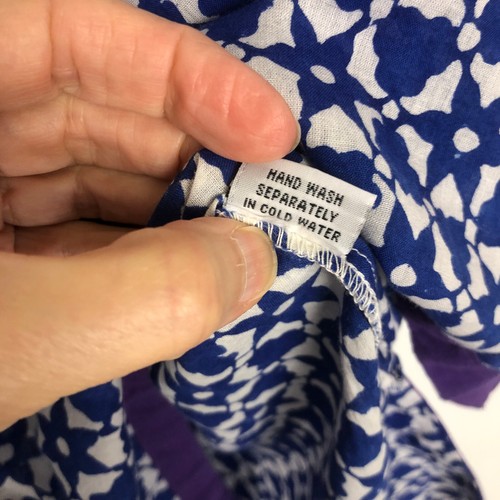 HAND WASH
SEPARATELY
IN COLD WATER